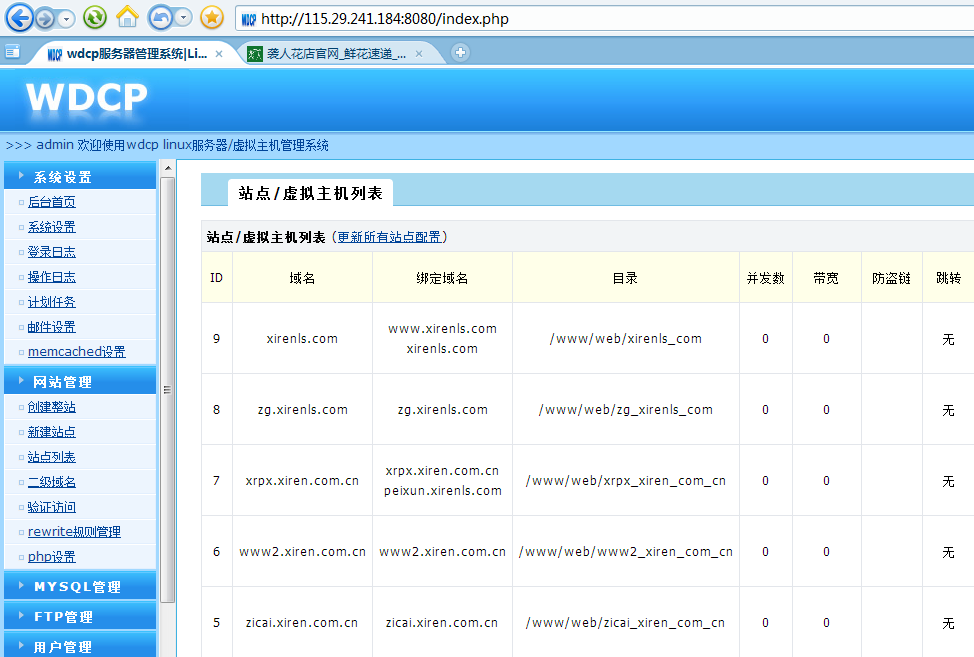 http://115.29.241.184:8080/index.php
wdcp服务器管理系统|Li...
袭人花店官网_鲜花速递_...
WDCP
>>> admin 欢迎使用wdcp linux服务器/虚拟主机管理系统
系统设置
后台首页
系统设置
登录日志
操作日志
计划任务
邮件设置
memcached设置
网站管理
创建整站
新建站点
站点列表
二级域名
验证访问
rewrite规则管理
php设置
MYSQL管理
FTP管理
用户管理
站点/虚拟主机列表
站点/虚拟主机列表 (更新所有站点配置)
ID 域名 绑定域名 目录 并发数 带宽 防盗链 跳转
9 xirenls.com www.xirenls.com /www/web/xirenls_com 0 0 无
xirenls.com
8 zg.xirenls.com zg.xirenls.com /www/web/zg_xirenls_com 0 0 无
7 xrpx.xiren.com.cn xrpx.xiren.com.cn /www/web/xrpx_xiren_com_cn 0 0 无
peixun.xirenls.com
6 www2.xiren.com.cn www2.xiren.com.cn /www/web/www2_xiren_com_cn 0 0 无
5 zicai.xiren.com.cn zicai.xiren.com.cn /www/web/zicai_xiren_com_cn 0 0 无